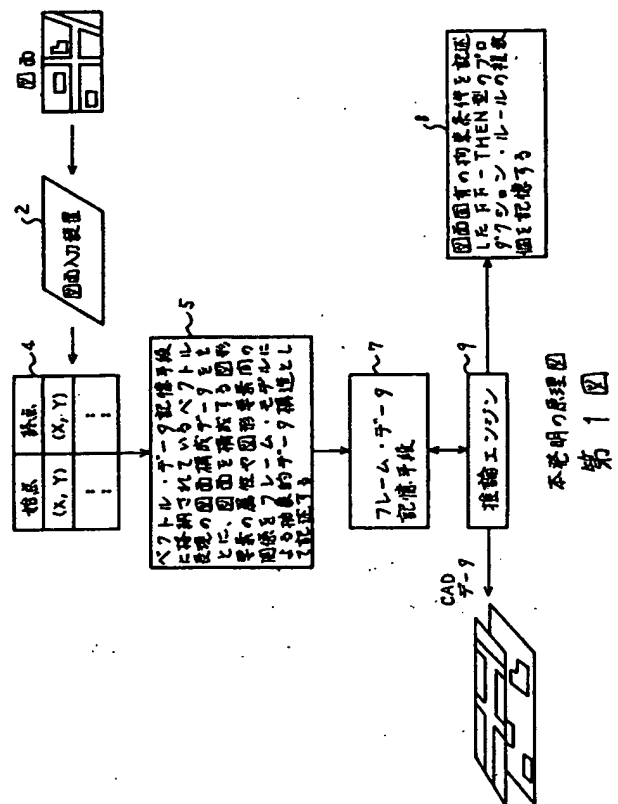 図面
2
図面入力装置
4
始点 終点
(X, Y) (X, Y)
: :
5
ベクトル・データ記憶手段
に格納されているベクトル
表現の図面構成データをも
とに、図面を構成する図形
要素の属性や図形要素間の
関係をフレーム・モデルに
よる抽象的データ構造とし
て記述する
7
フレーム・データ
記憶手段
9
推論エンジン
8
図面固有の拘束条件を記述
した IF-THEN型のプロ
ダクション・ルールの複数
個を記憶する
CAD
データ
本発明の原理図
第 1 図